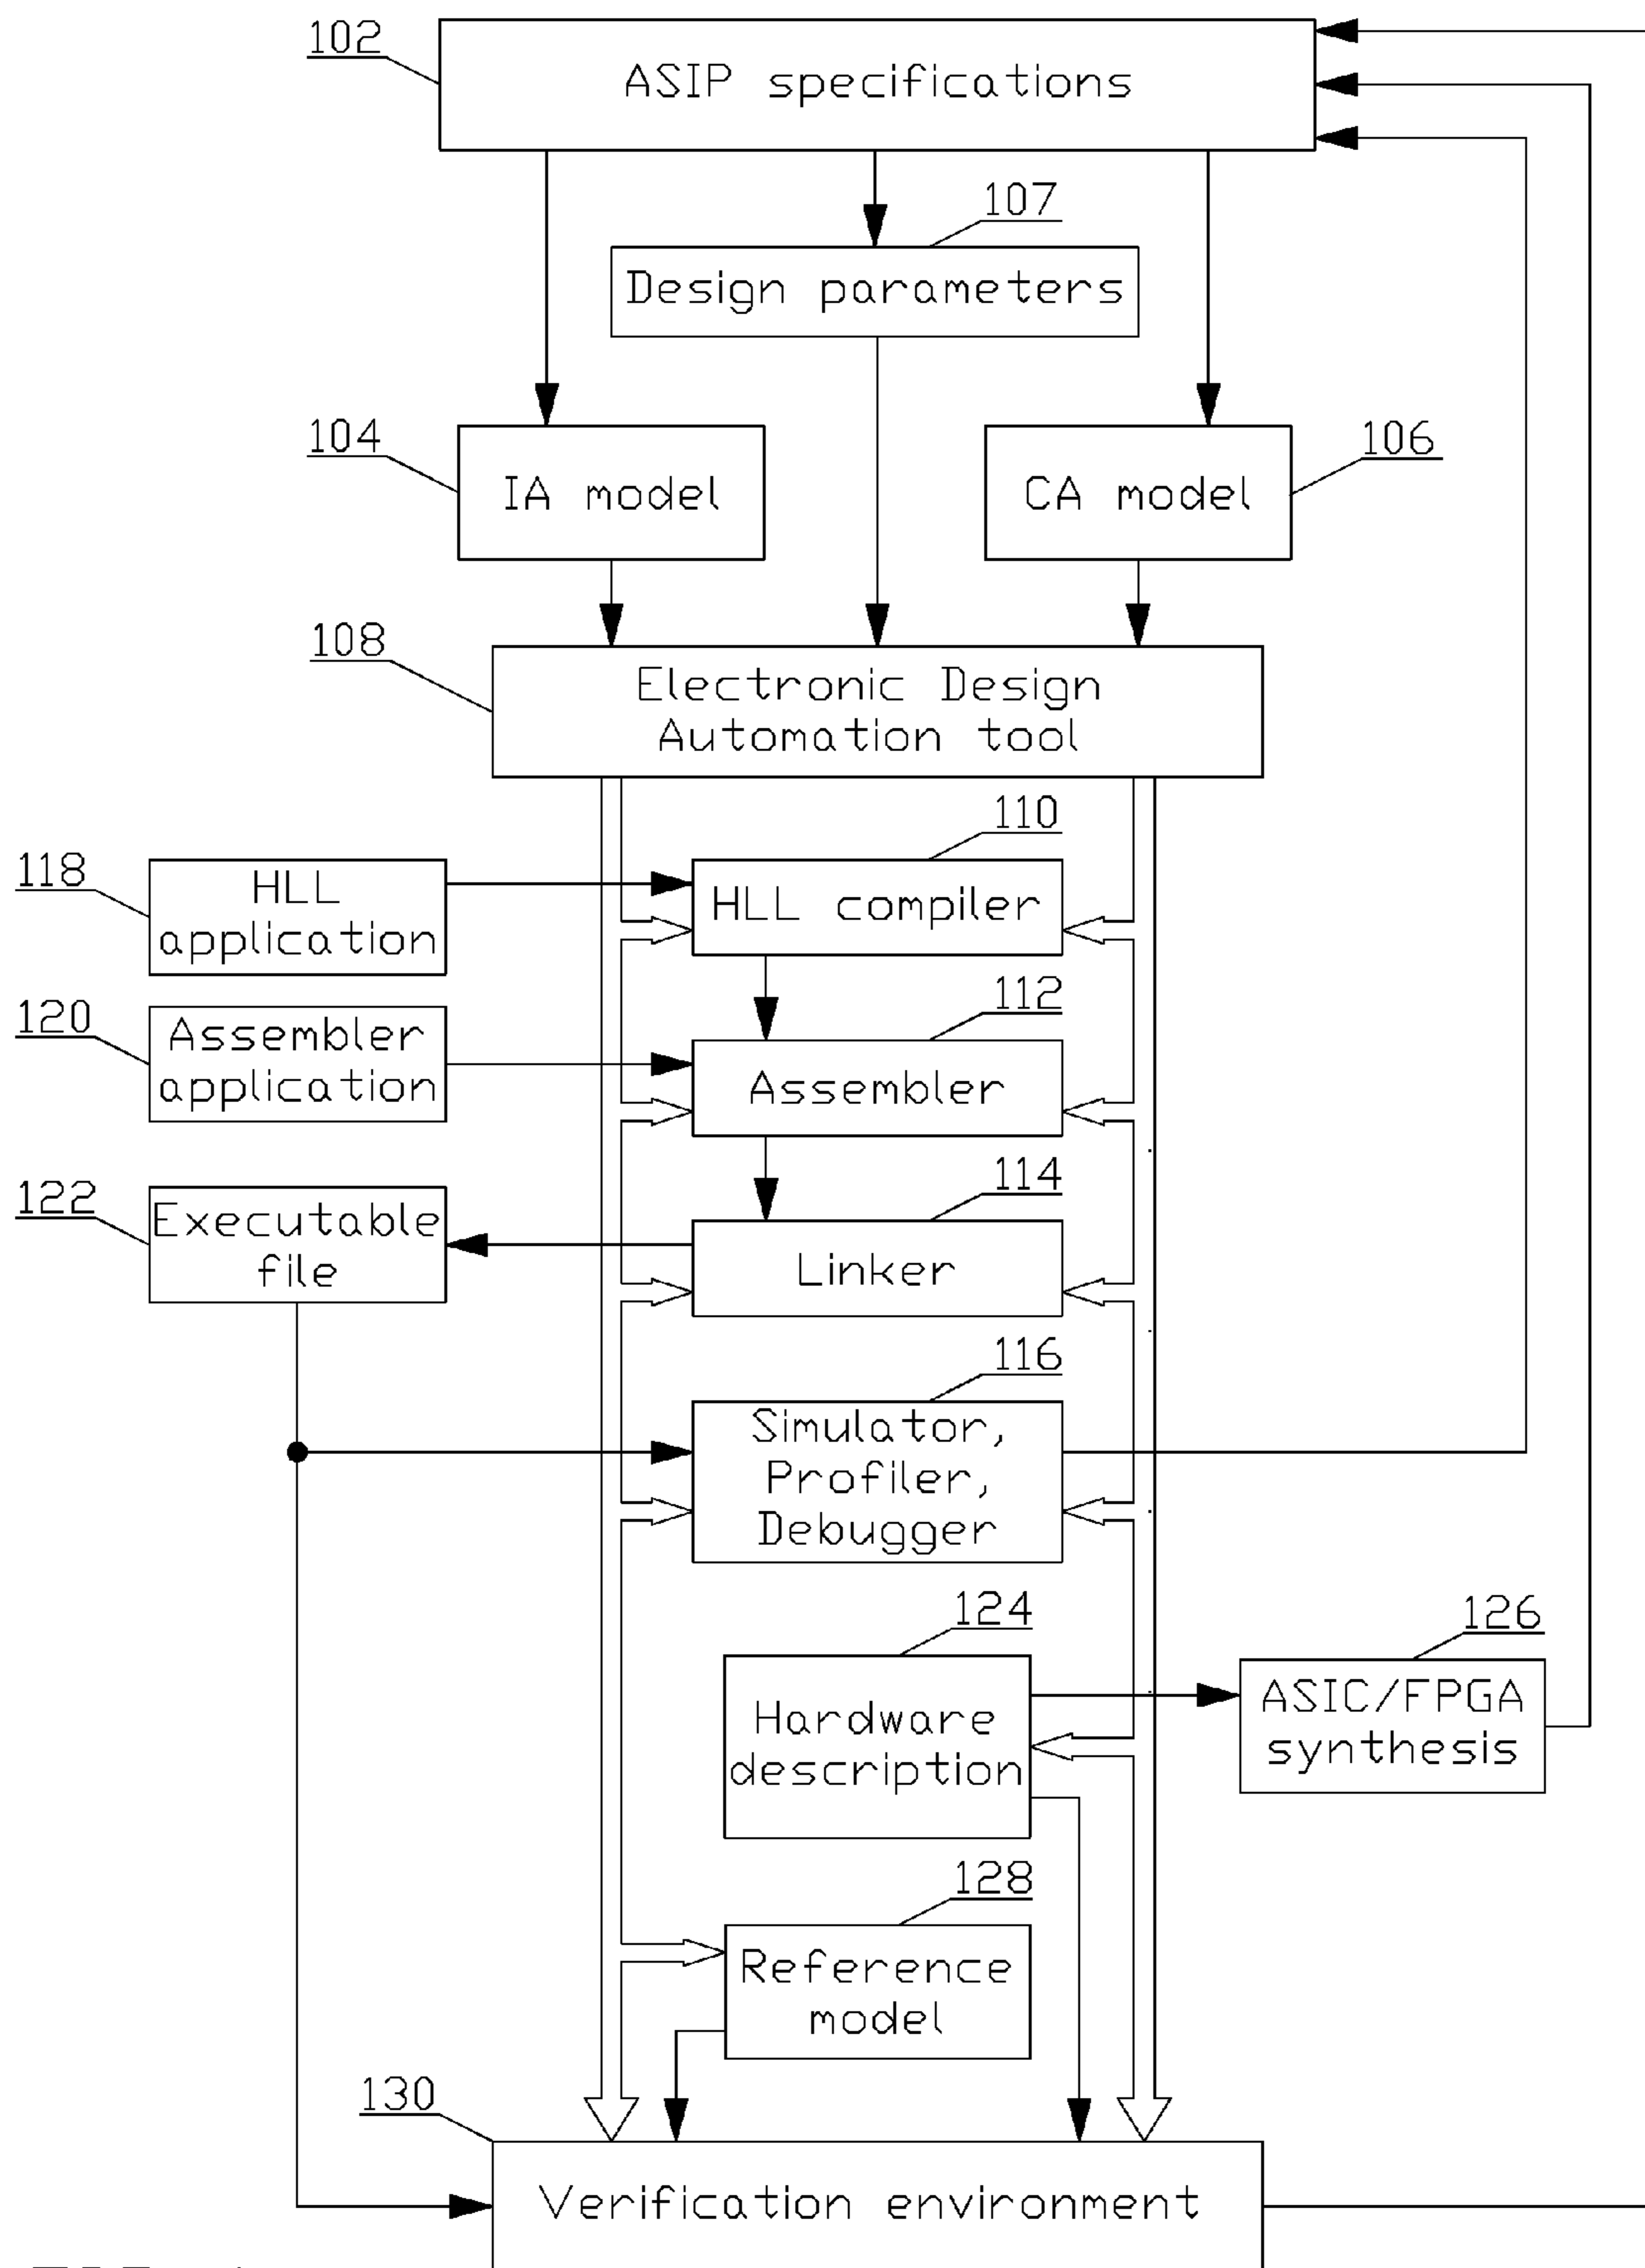 102
ASIP specifications
107
Design parameters
104
IA model
106
CA model
108
Electronic Design
Automation tool
110
118
HLL
application
HLL compiler
112
120
Assembler
application
Assembler
114
122
Executable
file
Linker
116
Simulator,
Profiler,
Debugger
124
126
Hardware
description
ASIC/FPGA
synthesis
128
Reference
model
130
Verification environment